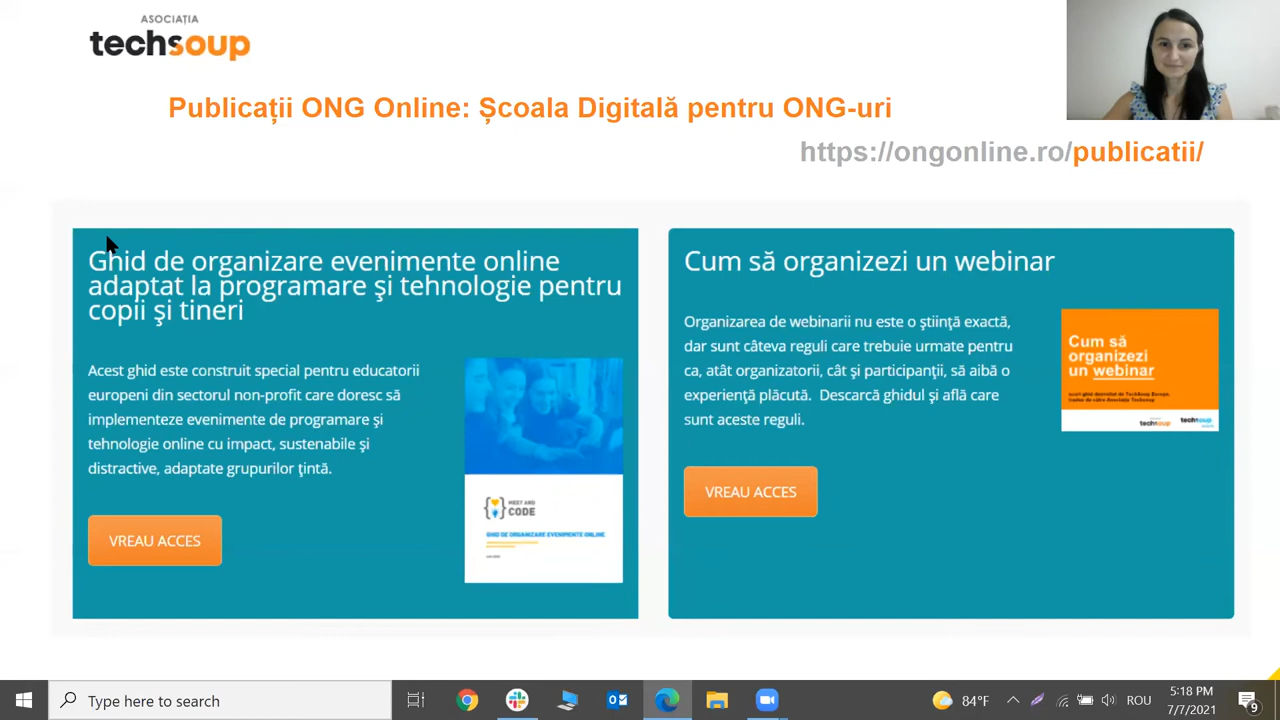 ASOCIAȚIA
techsoup
Publicații ONG Online: Școala Digitală pentru ONG-uri
https://ongonline.ro/publicatii/
Ghid de organizare evenimente online
adaptat la programare și tehnologie pentru
copii și tineri
Acest ghid este construit special pentru educatorii
europeni din sectorul non-profit care doresc să
implementeze evenimente de programare și
tehnologie online cu impact, sustenabile și
distractive, adaptate grupurilor țintă.
VREAU ACCES
MEET AND
CODE
GHID DE ORGANIZARE EVENIMENTE ONLINE
Cum să organizezi un webinar
Organizarea de webinarii nu este o știință exactă,
dar sunt câteva reguli care trebuie urmate pentru
ca, atât organizatorii, cât și participanții, să aibă o
experiență plăcută. Descarcă ghidul și află care
sunt aceste reguli.
VREAU ACCES
Cum să
organizezi
un webinar
techsoup
techsoup
Type here to search
84°F
ROU
5:18 PM
7/7/2021
9